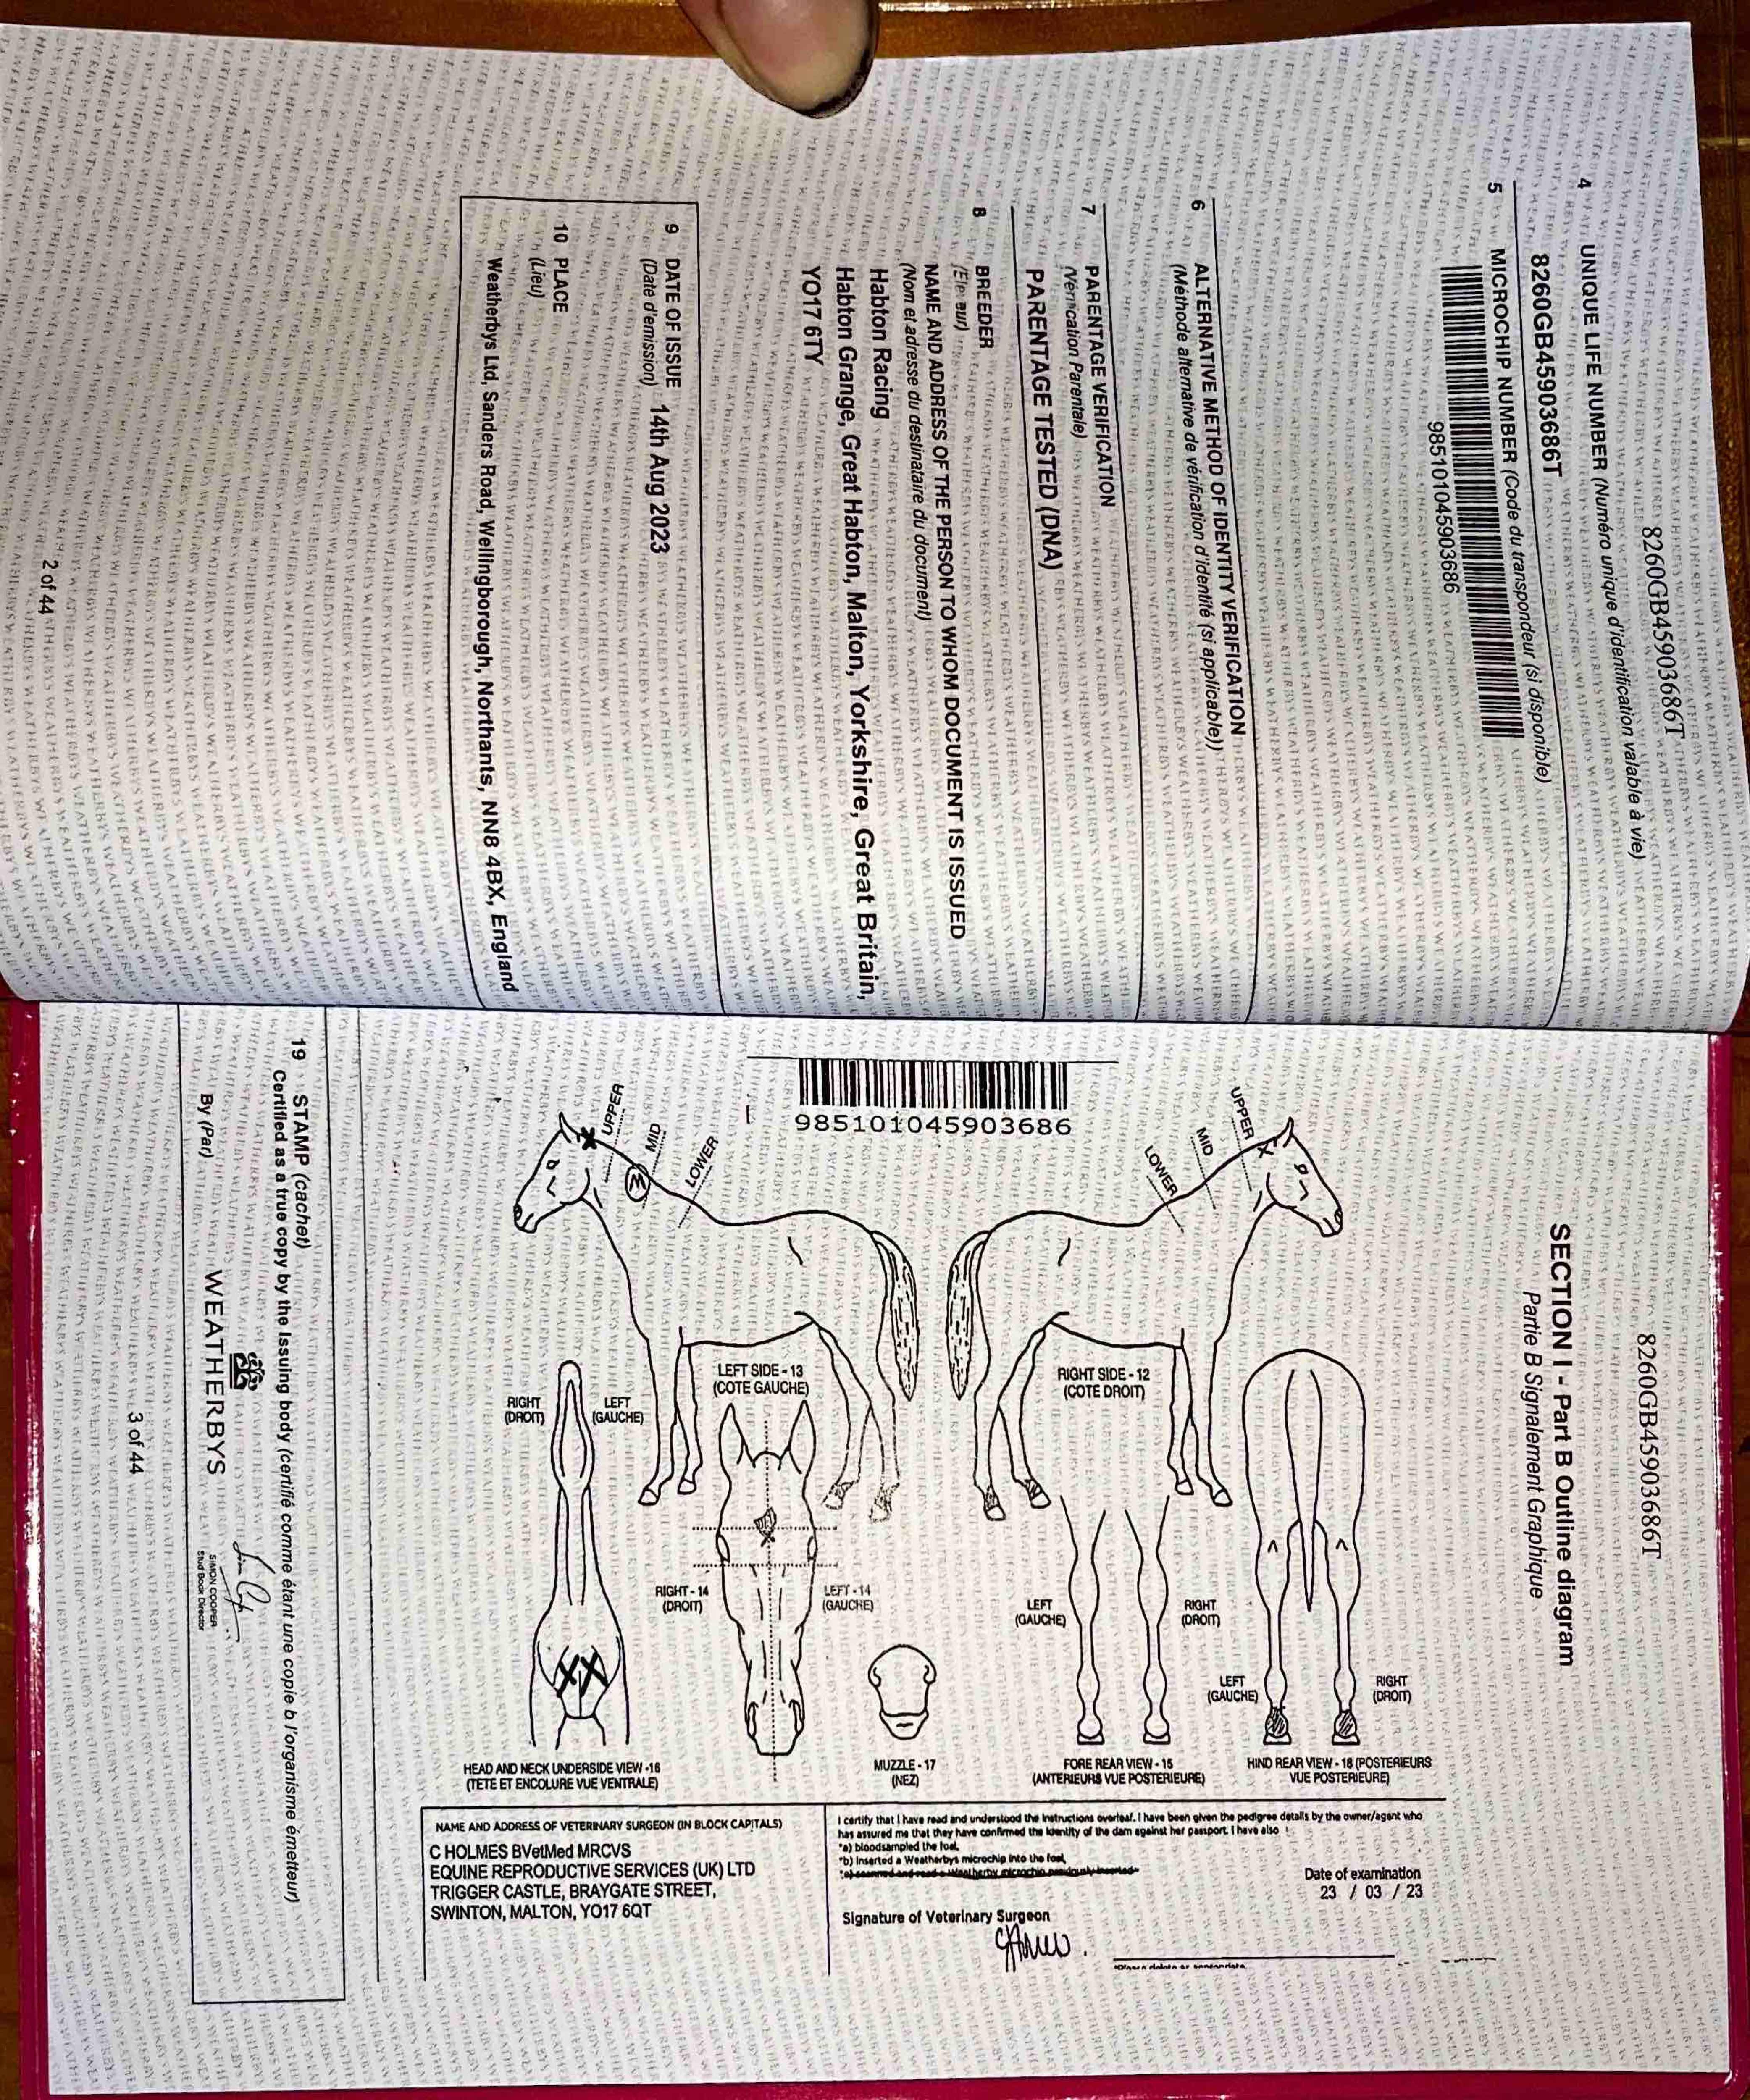 8260GB45903686T
4 UNIQUE LIFE NUMBER (Numéro unique d'identification valable à vie)
8260GB45903686T
5 MICROCHIP NUMBER (Code du transpondeur (si disponible)
985101045903686
6 ALTERNATIVE METHOD OF IDENTITY VERIFICATION
(Méthode alternative de vérification d'identité (si applicable))
7 PARENTAGE VERIFICATION
(Verification Parentale)
PARENTAGE TESTED (DNA)
8 BREEDER
NAME AND ADDRESS OF THE PERSON TO WHOM DOCUMENT IS ISSUED
(Nom et adresse du destinaire du document)
Habton Racing
Habton Grange, Great Habton, Malton, Yorkshire, Great Britain,
YO17 6TY
9 DATE OF ISSUE 14th Aug 2023
(Date d'emission)
10 PLACE
(Lieu)
Weatherbys Ltd, Sanders Road, Wellingborough, Northants, NN8 4BX, England
2 of 44
8260GB45903686T
SECTION I - Part B Outline diagram
Partie B Signalement Graphique
985101045903686
UPPER
MID
LOWER
UPPER
MID
LOWER
LEFT SIDE - 13
(COTE GAUCHE)
RIGHT SIDE - 12
(COTE DROIT)
RIGHT
(DROIT)
LEFT
(GAUCHE)
RIGHT - 14
(DROIT)
LEFT - 14
(GAUCHE)
LEFT
(GAUCHE)
RIGHT
(DROIT)
LEFT
(GAUCHE)
RIGHT
(DROIT)
HEAD AND NECK UNDERSIDE VIEW -16
(TETE ET ENCOLURE VUE VENTRALE)
MUZZLE - 17
(NEZ)
FORE REAR VIEW - 15
(ANTERIEURS VUE POSTERIEURE)
HIND REAR VIEW - 18 (POSTERIEURS
VUE POSTERIEURE)
NAME AND ADDRESS OF VETERINARY SURGEON (IN BLOCK CAPITALS)
C HOLMES BVetMed MRCVS
EQUINE REPRODUCTIVE SERVICES (UK) LTD
TRIGGER CASTLE, BRAYGATE STREET,
SWINTON, MALTON, YO17 6QT
I certify that I have read and understood the instructions overleaf. I have been given the pedigree details by the owner/agent who
has assured me that they have confirmed the identity of the dam against her passport. I have also
*a) bloodsampled the foal,
*b) Inserted a Weatherbys microchip into the foal,
Date of examination
23 / 03 / 23
Signature of Veterinary Surgeon
19 STAMP (cachet)
Certified as a true copy by the Issuing body (certifié comme étant une copie b l'organisme émetteur)
By (Par)
WEATHERBYS
SIMON COOPER
Stud Book Director
3 of 44